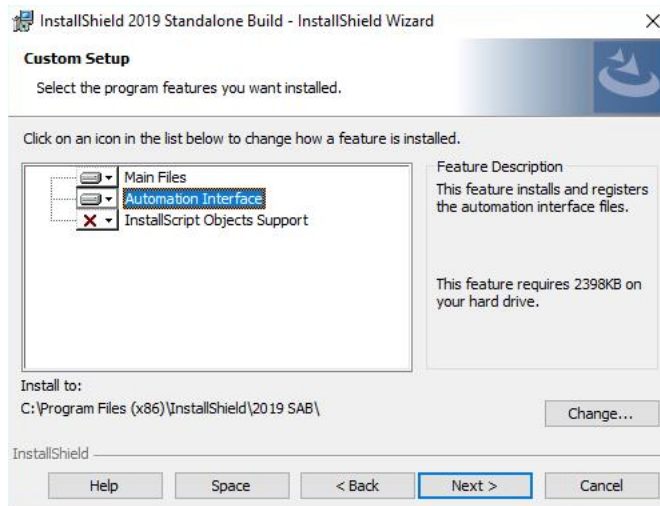 InstallShield 2019 Standalone Build - InstallShield Wizard
Custom Setup
Select the program features you want installed.
Click on an icon in the list below to change how a feature is installed.
Main Files
Automation Interface
InstallScript Objects Support
Feature Description
This feature installs and registers
the automation interface files.
This feature requires 2398KB on
your hard drive.
Install to:
C:\Program Files (x86)\InstallShield\2019 SAB\
Change...
InstallShield
Help
Space
< Back
Next >
Cancel